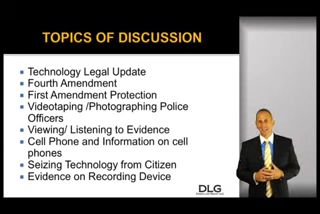 TOPICS OF DISCUSSION
Technology Legal Update
Fourth Amendment
First Amendment Protection
Videotaping /Photographing Police
Officers
Viewing/ Listening to Evidence
Cell Phone and Information on cell
phones
Seizing Technology from Citizen
Evidence on Recording Device
DLG